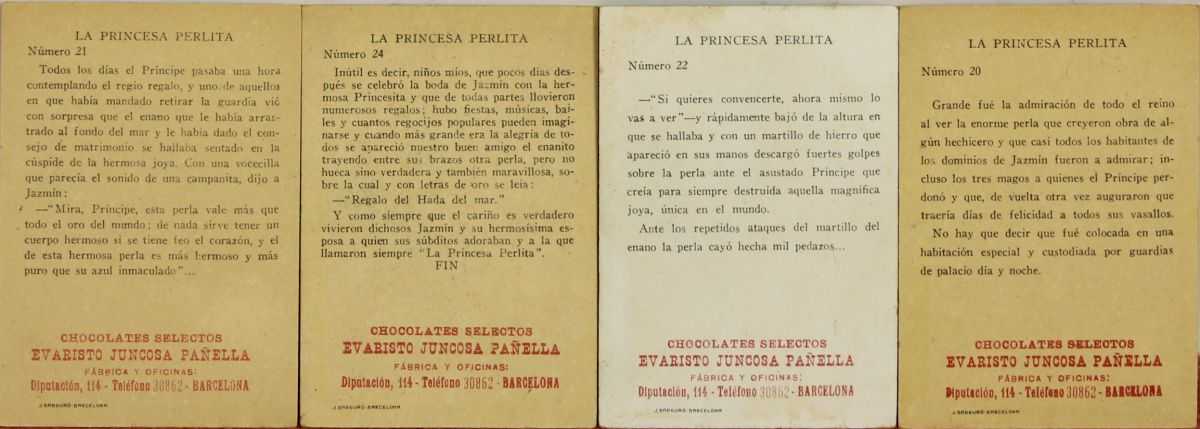 LA PRINCESA PERLITA
Número 21
Todos los días el Príncipe pasaba una hora
contemplando el regio regalo, y uno de aquellos
en que había mandado retirar la guardia vió
con sorpresa que el enano que le había arras-
trado al fondo del mar y le había dado el con-
sejo de matrimonio se hallaba sentado en la
cúspide de la hermosa joya. Con una vocecilla
que parecía el sonido de una campanita, dijo a
Jazmín:
—"Mira, Príncipe, esta perla vale más que
todo el oro del mundo; de nada sirve tener un
cuerpo hermoso si se tiene feo el corazón, y el
de esta hermosa perla es más hermoso y más
puro que su azul inmaculado"...
CHOCOLATES SELECTOS
EVARISTO JUNCOSA PAÑELLA
FÁBRICA Y OFICINAS:
Diputación, 114 - Teléfono 30862 - BARCELONA
LA PRINCESA PERLITA
Número 24
Inútil es decir, niños míos, que pocos días des-
pués se celebró la boda de Jazmín con la her-
mosa Princesita y que de todas partes llovieron
numerosos regalos; hubo fiestas, músicas, bai-
les y cuantos regocijos populares pueden imagi-
narse y cuando más grande era la alegría de to-
dos se apareció nuestro buen amigo el enanito
trayendo entre sus brazos otra perla, pero no
hueca sino verdadera y también maravillosa, so-
bre la cual y con letras de oro se leía:
—"Regalo del Hada del mar."
Y como siempre que el cariño es verdadero
vivieron dichosos Jazmín y su hermosísima es-
posa a quien sus súbditos adoraban y a la que
llamaron siempre "La Princesa Perlita".
FIN
CHOCOLATES SELECTOS
EVARISTO JUNCOSA PAÑELLA
FÁBRICA Y OFICINAS:
Diputación, 114 - Teléfono 30862 - BARCELONA
LA PRINCESA PERLITA
Número 22
—"Si quieres convencerte, ahora mismo lo
vas a ver"—y rápidamente bajó de la altura en
que se hallaba y con un martillo de hierro que
apareció en sus manos descargó fuertes golpes
sobre la perla ante el asustado Príncipe que
creía para siempre destruída aquella magnífica
joya, única en el mundo.
Ante los repetidos ataques del martillo del
enano la perla cayó hecha mil pedazos...
CHOCOLATES SELECTOS
EVARISTO JUNCOSA PAÑELLA
FÁBRICA Y OFICINAS:
Diputación, 114 - Teléfono 30862 - BARCELONA
LA PRINCESA PERLITA
Número 20
Grande fué la admiración de todo el reino
al ver la enorme perla que creyeron obra de al-
gún hechicero y que casi todos los habitantes de
los dominios de Jazmín fueron a admirar; in-
cluso los tres magos a quienes el Príncipe per-
donó y que, de vuelta otra vez auguraron que
traería días de felicidad a todos sus vasallos.
No hay que decir que fué colocada en una
habitación especial y custodiada por guardias
de palacio día y noche.
CHOCOLATES SELECTOS
EVARISTO JUNCOSA PAÑELLA
FÁBRICA Y OFICINAS:
Diputación, 114 - Teléfono 30862 - BARCELONA